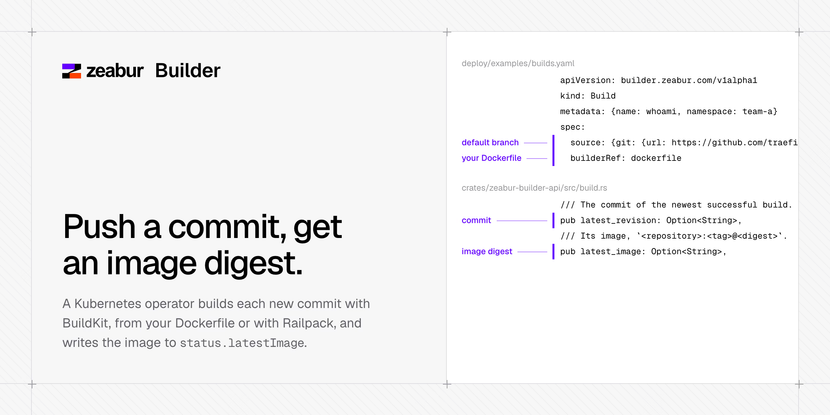 zeabur Builder
Push a commit, get
an image digest.
A Kubernetes operator builds each new commit with
BuildKit, from your Dockerfile or with Railpack, and
writes the image to status.latestImage.
deploy/examples/builds.yaml
apiVersion: builder.zeabur.com/v1alpha1
kind: Build
metadata: {name: whoami, namespace: team-a}
spec:
default branch source: {git: {url: https://github.com/traefi
your Dockerfile builderRef: dockerfile
crates/zeabur-builder-api/src/build.rs
/// The commit of the newest successful build.
commit pub latest_revision: Option<String>,
/// Its image, `<repository>:<tag>@<digest>`.
image digest pub latest_image: Option<String>,